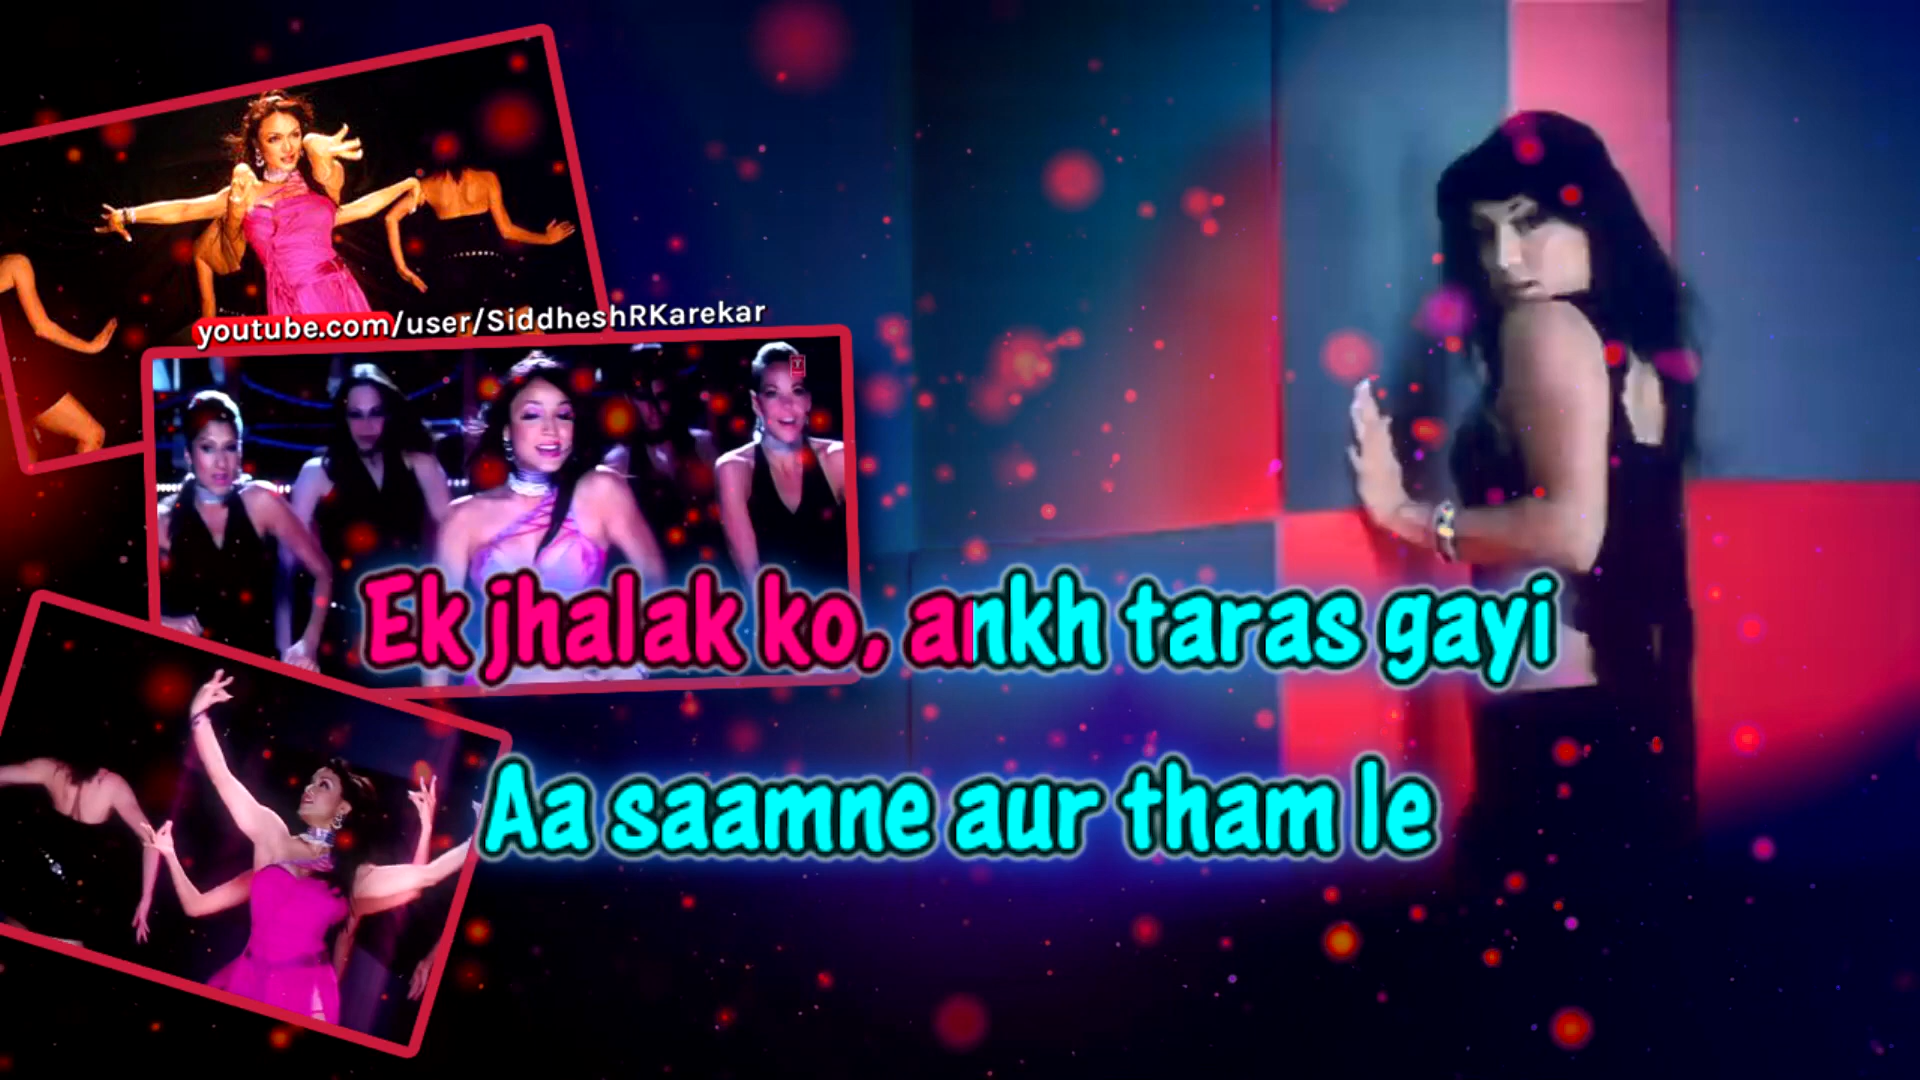 youtube.com/user/SiddheshRKarekar
Ek jhalak ko, ankh taras gayi
Aa saamne aur tham le